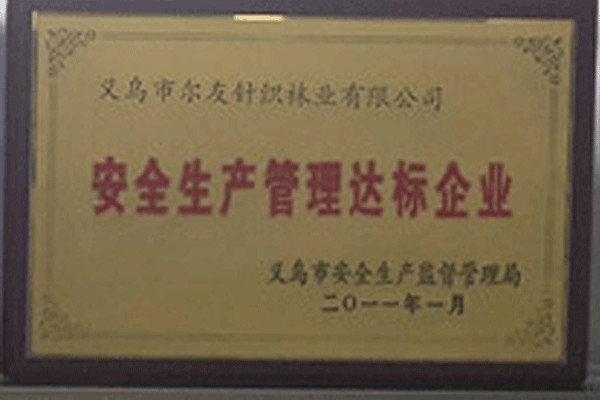 义乌市尔友针织袜业有限公司
安全生产管理达标企业
义乌市安全生产监督管理局
二〇一一年一月